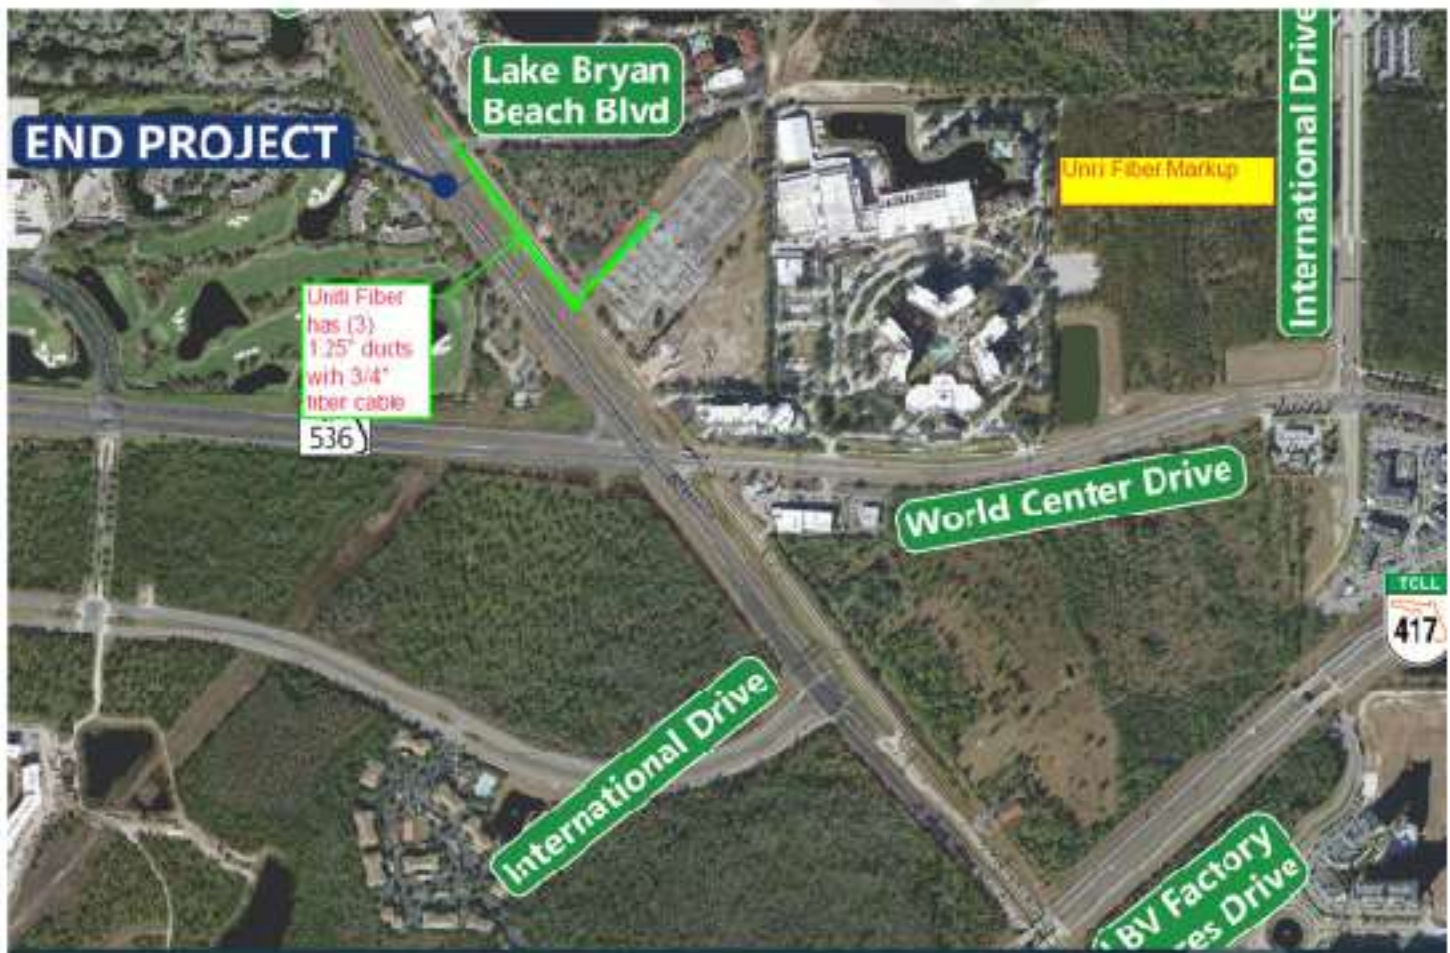 Lake Bryan
Beach Blvd
International Drive
END PROJECT
Uniti Fiber Markup
Uniti Fiber
has (3)
1.25" ducts
with 3/4"
fiber cable
536
World Center Drive
TOLL
417
International Drive
LBV Factory
es Drive